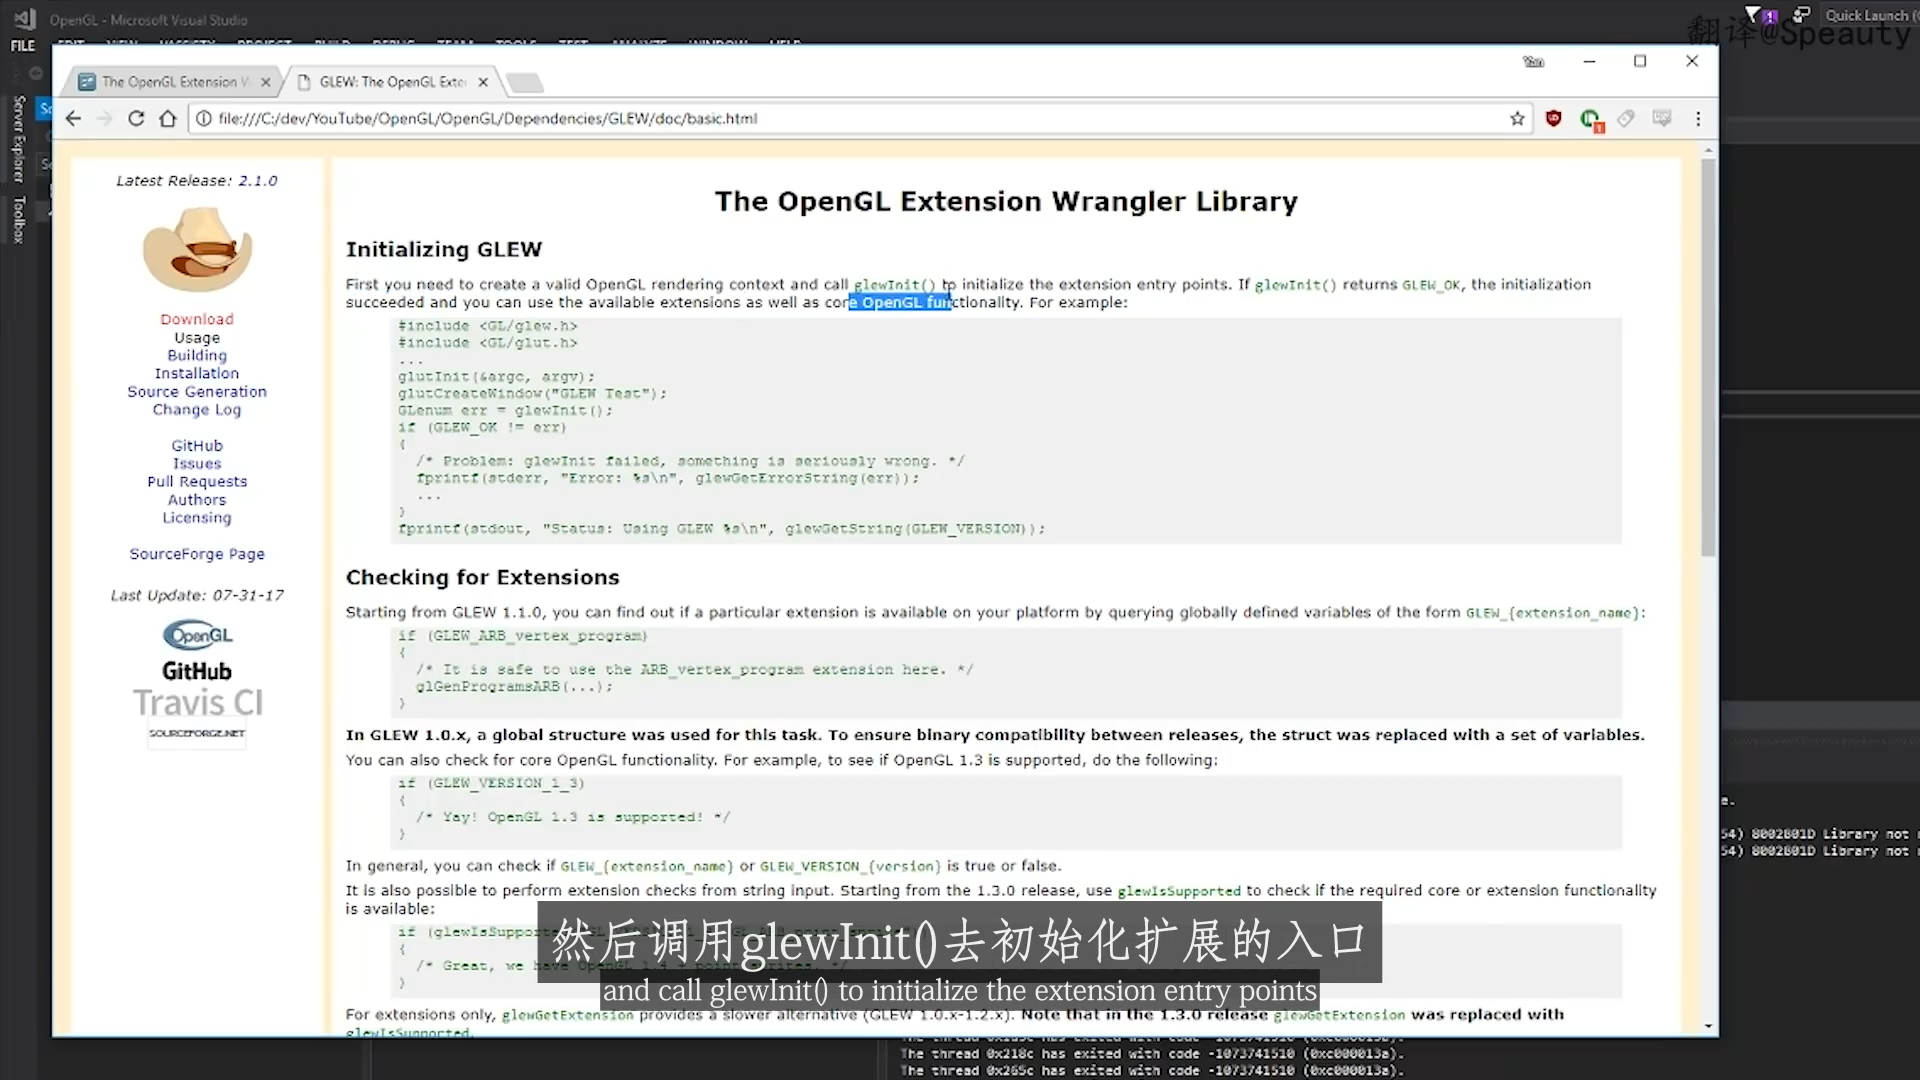 OpenGL - Microsoft Visual Studio
Quick Launch
翻译@Speauty
FILE
The OpenGL Extension W
GLEW: The OpenGL Exte
file:///C:/dev/YouTube/OpenGL/OpenGL/Dependencies/GLEW/doc/basic.html
Server Explorer
Toolbox
Latest Release: 2.1.0
Download
Usage
Building
Installation
Source Generation
Change Log
GitHub
Issues
Pull Requests
Authors
Licensing
SourceForge Page
Last Update: 07-31-17
OpenGL
GitHub
Travis CI
SOURCEFORGE.NET
The OpenGL Extension Wrangler Library
Initializing GLEW
First you need to create a valid OpenGL rendering context and call glewInit() to initialize the extension entry points. If glewInit() returns GLEW_OK, the initialization
succeeded and you can use the available extensions as well as core OpenGL functionality. For example:
#include <GL/glew.h>
#include <GL/glut.h>
...
glutInit(&argc, argv);
glutCreateWindow("GLEW Test");
GLenum err = glewInit();
if (GLEW_OK != err)
{
/* Problem: glewInit failed, something is seriously wrong. */
fprintf(stderr, "Error: %s\n", glewGetErrorString(err));
...
}
fprintf(stdout, "Status: Using GLEW %s\n", glewGetString(GLEW_VERSION));
Checking for Extensions
Starting from GLEW 1.1.0, you can find out if a particular extension is available on your platform by querying globally defined variables of the form GLEW_{extension_name}:
if (GLEW_ARB_vertex_program)
{
/* It is safe to use the ARB_vertex_program extension here. */
glGenProgramsARB(...);
}
In GLEW 1.0.x, a global structure was used for this task. To ensure binary compatibility between releases, the struct was replaced with a set of variables.
You can also check for core OpenGL functionality. For example, to see if OpenGL 1.3 is supported, do the following:
if (GLEW_VERSION_1_3)
{
/* Yay! OpenGL 1.3 is supported! */
}
In general, you can check if GLEW_{extension_name} or GLEW_VERSION_{version} is true or false.
It is also possible to perform extension checks from string input. Starting from the 1.3.0 release, use glewIsSupported to check if the required core or extension functionality
is available:
if (glewIsSuppor
{
/* Great, we have OpenGL 1.4 + point sprites. */
}
然后调用glewInit()去初始化扩展的入口
and call glewInit() to initialize the extension entry points
For extensions only, glewGetExtension provides a slower alternative (GLEW 1.0.x-1.2.x). Note that in the 1.3.0 release glewGetExtension was replaced with
glewIsSupported.
54) 8002801D Library not
54) 8002801D Library not
The thread 0x218c has exited with code -1073741510 (0xc000013a).
The thread 0x265c has exited with code -1073741510 (0xc000013a).